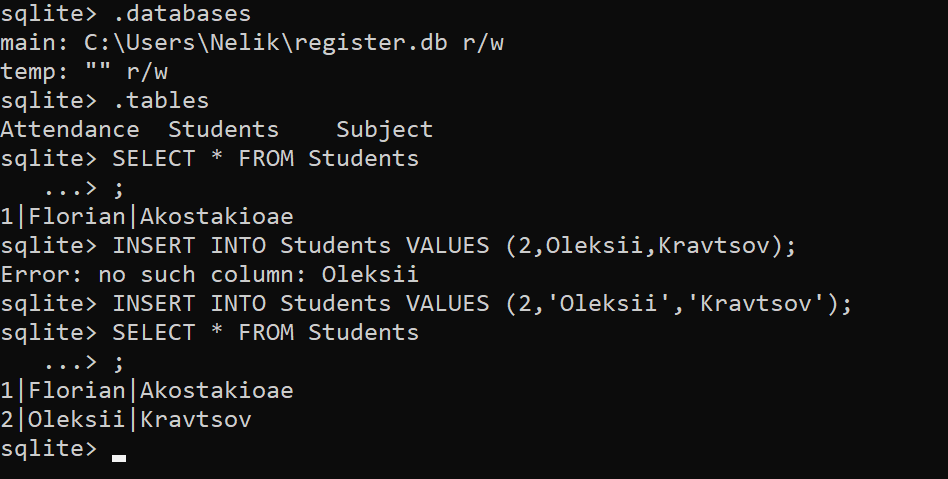 sqlite> .databases
main: C:\Users\Nelik\register.db r/w
temp: "" r/w
sqlite> .tables
Attendance  Students    Subject
sqlite> SELECT * FROM Students
   ...> ;
1|Florian|Akostakioae
sqlite> INSERT INTO Students VALUES (2,Oleksii,Kravtsov);
Error: no such column: Oleksii
sqlite> INSERT INTO Students VALUES (2,'Oleksii','Kravtsov');
sqlite> SELECT * FROM Students
   ...> ;
1|Florian|Akostakioae
2|Oleksii|Kravtsov
sqlite>